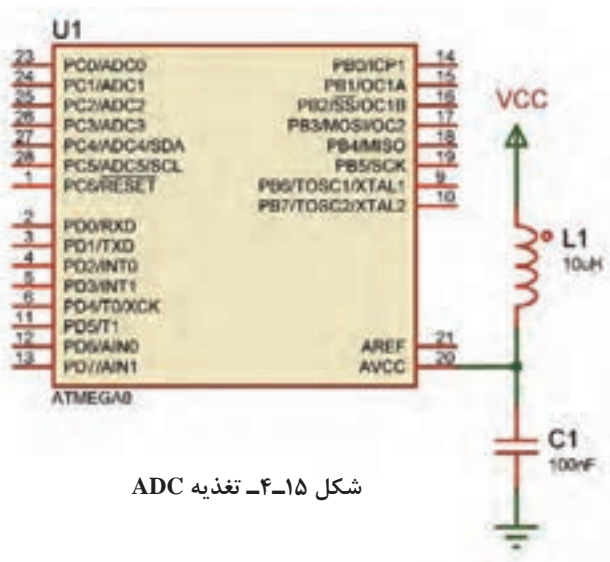 U1
23 PC0/ADC0
24 PC1/ADC1
25 PC2/ADC2
26 PC3/ADC3
27 PC4/ADC4/SDA
28 PC5/ADC5/SCL
1 PC6/RESET
2 PD0/RXD
3 PD1/TXD
4 PD2/INT0
5 PD3/INT1
6 PD4/T0/XCK
11 PD5/T1
12 PD6/AIN0
13 PD7/AIN1
PB0/ICP1 14
PB1/OC1A 15
PB2/SS/OC1B 16
PB3/MOSI/OC2 17
PB4/MISO 18
PB5/SCK 19
PB6/TOSC1/XTAL1 9
PB7/TOSC2/XTAL2 10
AREF 21
AVCC 20
ATMEGA8
VCC
L1
10uH
C1
100nF
شکل ۱۵ــ۴ــ تغذیه ADC